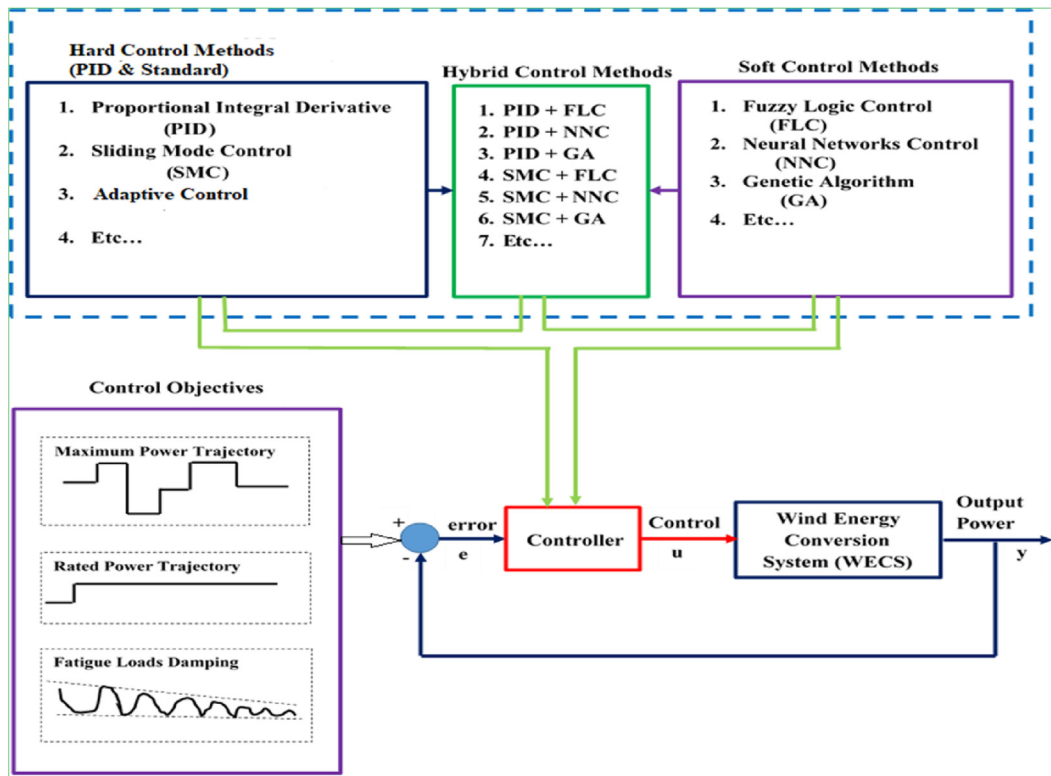 Hard Control Methods
(PID & Standard)
1. Proportional Integral Derivative
(PID)
2. Sliding Mode Control
(SMC)
3. Adaptive Control
4. Etc...
Hybrid Control Methods
1. PID + FLC
2. PID + NNC
3. PID + GA
4. SMC + FLC
5. SMC + NNC
6. SMC + GA
7. Etc...
Soft Control Methods
1. Fuzzy Logic Control
(FLC)
2. Neural Networks Control
(NNC)
3. Genetic Algorithm
(GA)
4. Etc...
Control Objectives
Maximum Power Trajectory
Rated Power Trajectory
Fatigue Loads Damping
+
-
error
e
Controller
Control
u
Wind Energy
Conversion
System (WECS)
Output
Power
y